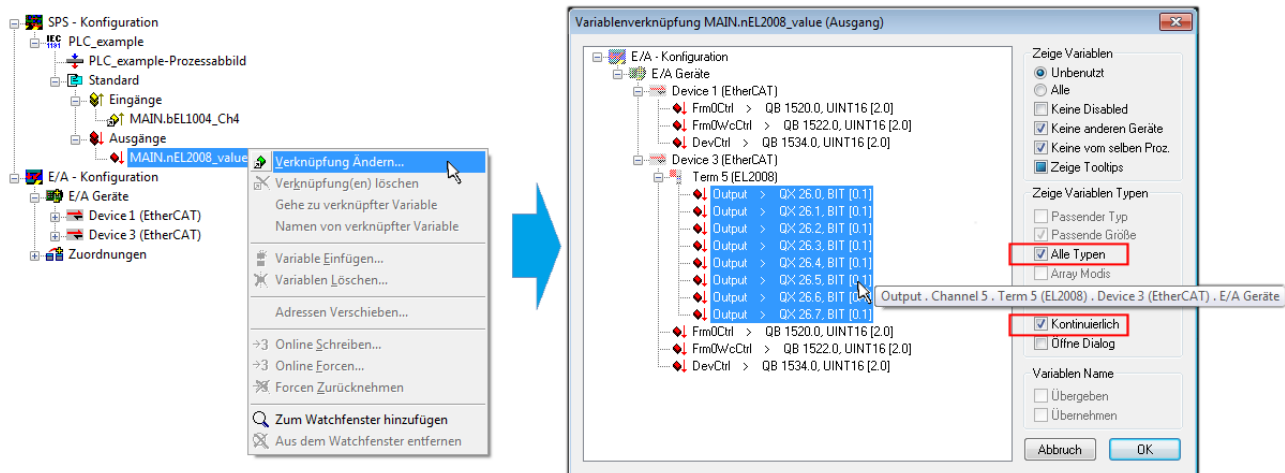 SPS - Konfiguration
IEC 1131 PLC_example
PLC_example-Prozessabbild
Standard
Eingänge
MAIN.bEL1004_Ch4
Ausgänge
MAIN.nEL2008_value
E/A - Konfiguration
E/A Geräte
Device 1 (EtherCAT)
Device 3 (EtherCAT)
Zuordnungen
Verknüpfung Ändern...
Verknüpfung(en) löschen
Gehe zu verknüpfter Variable
Namen von verknüpfter Variable
Variable Einfügen...
Variablen Löschen...
Adressen Verschieben...
Online Schreiben...
Online Forcen...
Forcen Zurücknehmen
Zum Watchfenster hinzufügen
Aus dem Watchfenster entfernen
Variablenverknüpfung MAIN.nEL2008_value (Ausgang)
E/A - Konfiguration
E/A Geräte
Device 1 (EtherCAT)
Frm0Ctrl > QB 1520.0, UINT16 [2.0]
Frm0WcCtrl > QB 1522.0, UINT16 [2.0]
DevCtrl > QB 1534.0, UINT16 [2.0]
Device 3 (EtherCAT)
Term 5 (EL2008)
Output > QX 26.0, BIT [0.1]
Output > QX 26.1, BIT [0.1]
Output > QX 26.2, BIT [0.1]
Output > QX 26.3, BIT [0.1]
Output > QX 26.4, BIT [0.1]
Output > QX 26.5, BIT [0.1]
Output > QX 26.6, BIT [0.1]
Output > QX 26.7, BIT [0.1]
Frm0Ctrl > QB 1520.0, UINT16 [2.0]
Frm0WcCtrl > QB 1522.0, UINT16 [2.0]
DevCtrl > QB 1534.0, UINT16 [2.0]
Zeige Variablen
Unbenutzt
Alle
Keine Disabled
Keine anderen Geräte
Keine vom selben Proz.
Zeige Tooltips
Zeige Variablen Typen
Passender Typ
Passende Größe
Alle Typen
Array Modis
Output . Channel 5 . Term 5 (EL2008) . Device 3 (EtherCAT) . E/A Geräte
Kontinuierlich
Öffne Dialog
Variablen Name
Übergeben
Übernehmen
Abbruch
OK